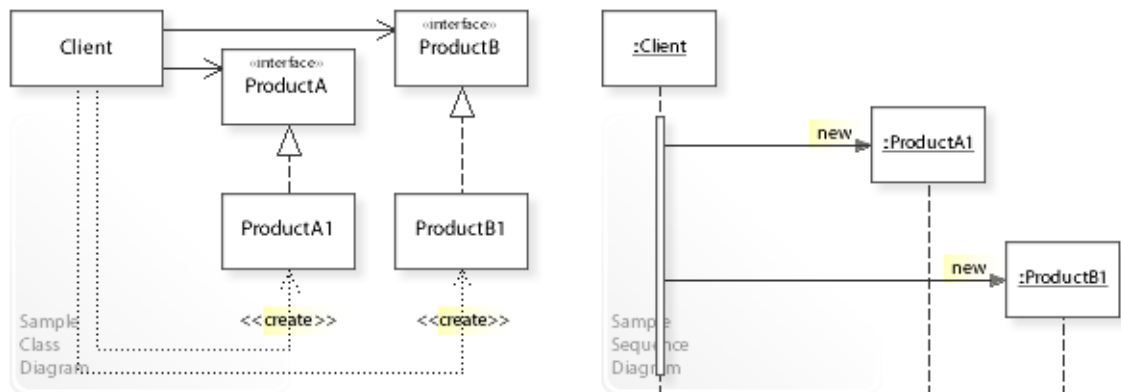 Client
«interface»
ProductB
«interface»
ProductA
ProductA1
ProductB1
<<create>>
<<create>>
Sample
Class
Diagram
:Client
new
:ProductA1
new
:ProductB1
Sample
Sequence
Diagram